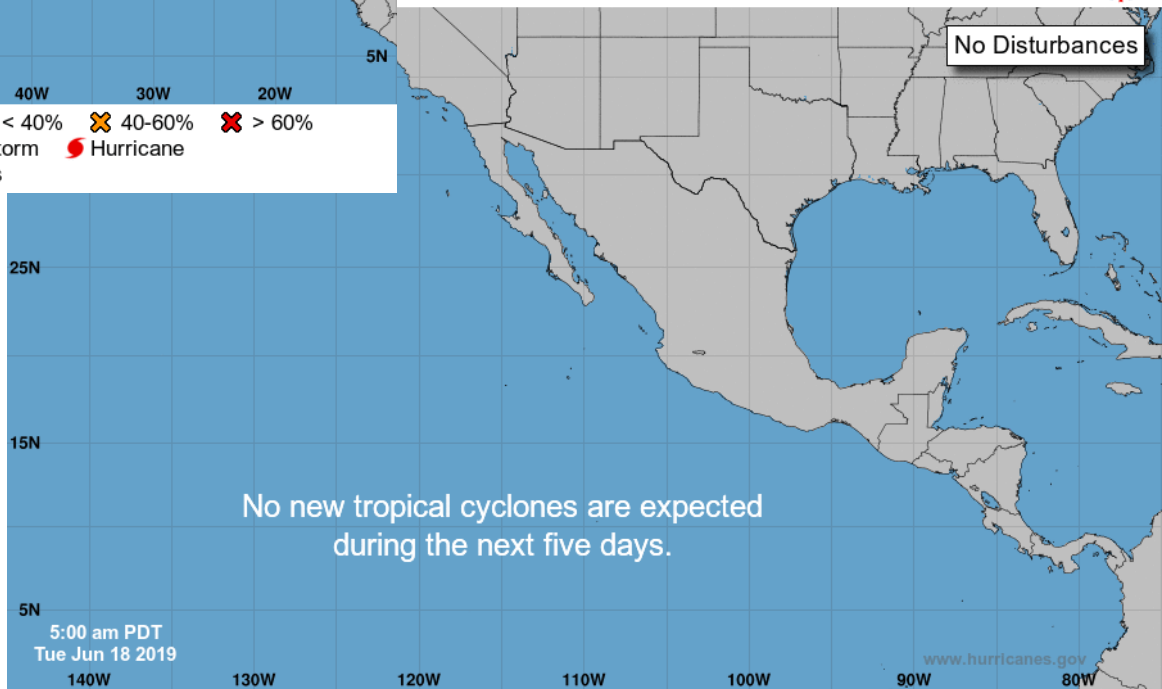 5N
40W 30W 20W
< 40% 40-60% > 60%
orm Hurricane
No Disturbances
25N
15N
No new tropical cyclones are expected
during the next five days.
5N
5:00 am PDT
Tue Jun 18 2019
www.hurricanes.gov
140W 130W 120W 110W 100W 90W 80W